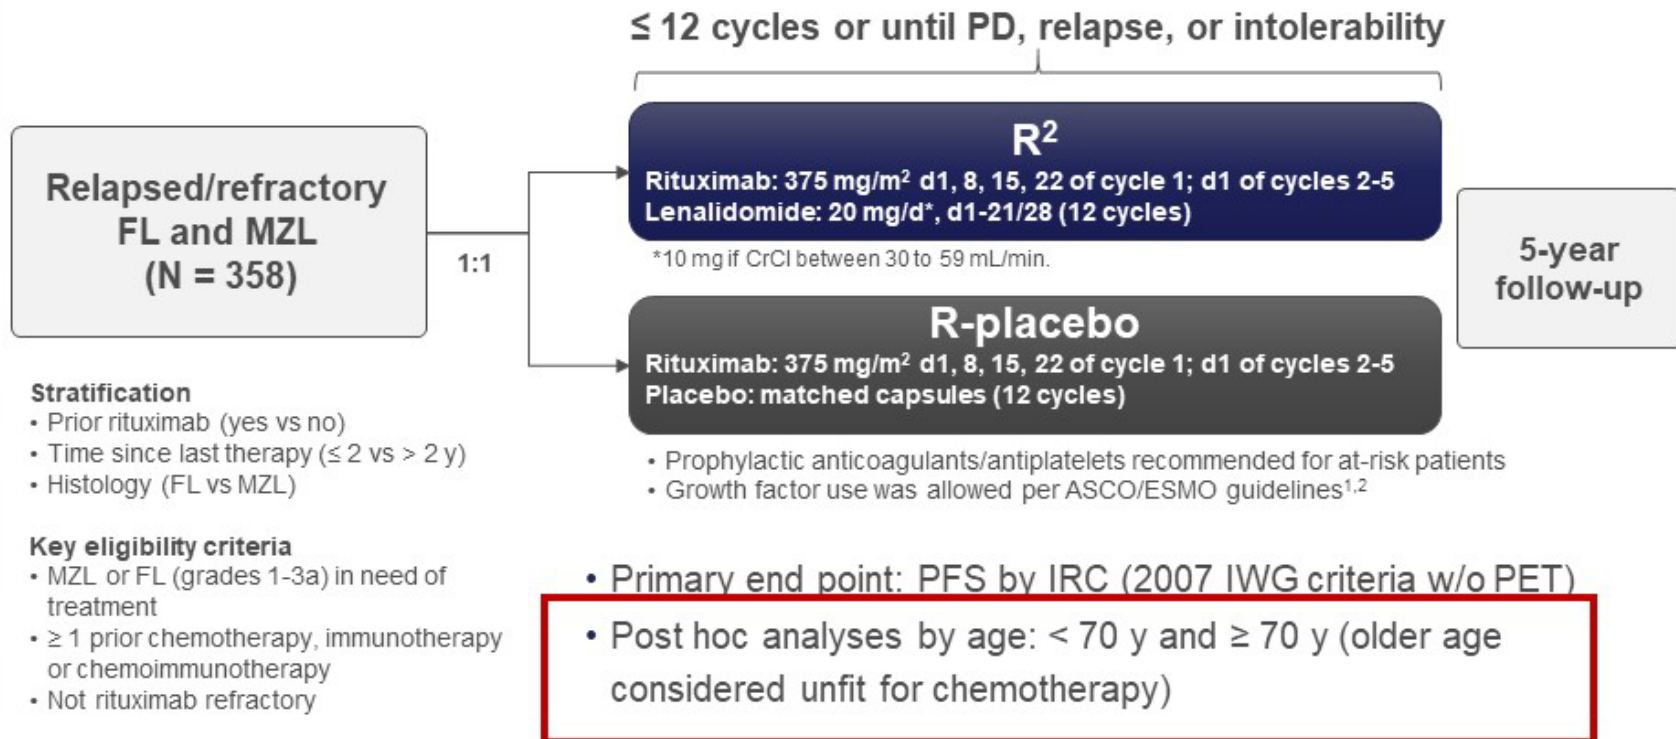 ≤ 12 cycles or until PD, relapse, or intolerability
Relapsed/refractory
FL and MZL
(N = 358)
1:1
R²
Rituximab: 375 mg/m² d1, 8, 15, 22 of cycle 1; d1 of cycles 2-5
Lenalidomide: 20 mg/d*, d1-21/28 (12 cycles)
*10 mg if CrCl between 30 to 59 mL/min.
R-placebo
Rituximab: 375 mg/m² d1, 8, 15, 22 of cycle 1; d1 of cycles 2-5
Placebo: matched capsules (12 cycles)
5-year
follow-up
• Prophylactic anticoagulants/antiplatelets recommended for at-risk patients
• Growth factor use was allowed per ASCO/ESMO guidelines¹,²
Stratification
• Prior rituximab (yes vs no)
• Time since last therapy (≤ 2 vs > 2 y)
• Histology (FL vs MZL)
Key eligibility criteria
• MZL or FL (grades 1-3a) in need of
treatment
• ≥ 1 prior chemotherapy, immunotherapy
or chemoimmunotherapy
• Not rituximab refractory
• Primary end point: PFS by IRC (2007 IWG criteria w/o PET)
• Post hoc analyses by age: < 70 y and ≥ 70 y (older age
considered unfit for chemotherapy)